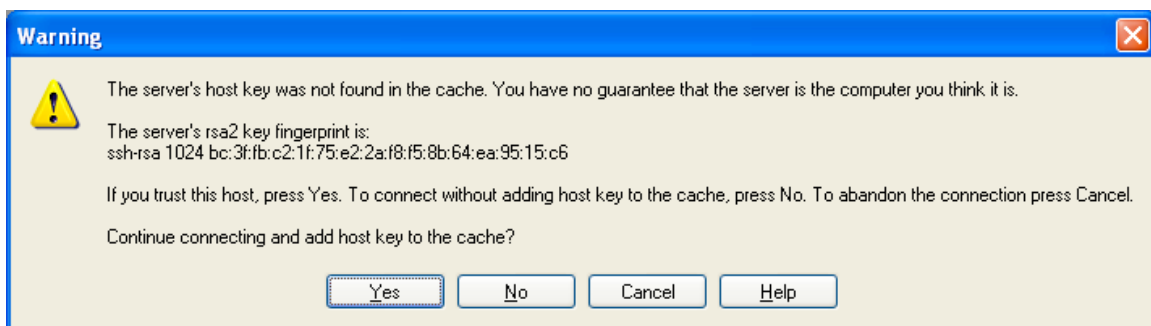 Warning
The server's host key was not found in the cache. You have no guarantee that the server is the computer you think it is.
The server's rsa2 key fingerprint is:
ssh-rsa 1024 bc:3f:fb:c2:1f:75:e2:2a:f8:f5:8b:64:ea:95:15:c6
If you trust this host, press Yes. To connect without adding host key to the cache, press No. To abandon the connection press Cancel.
Continue connecting and add host key to the cache?
Yes No Cancel Help